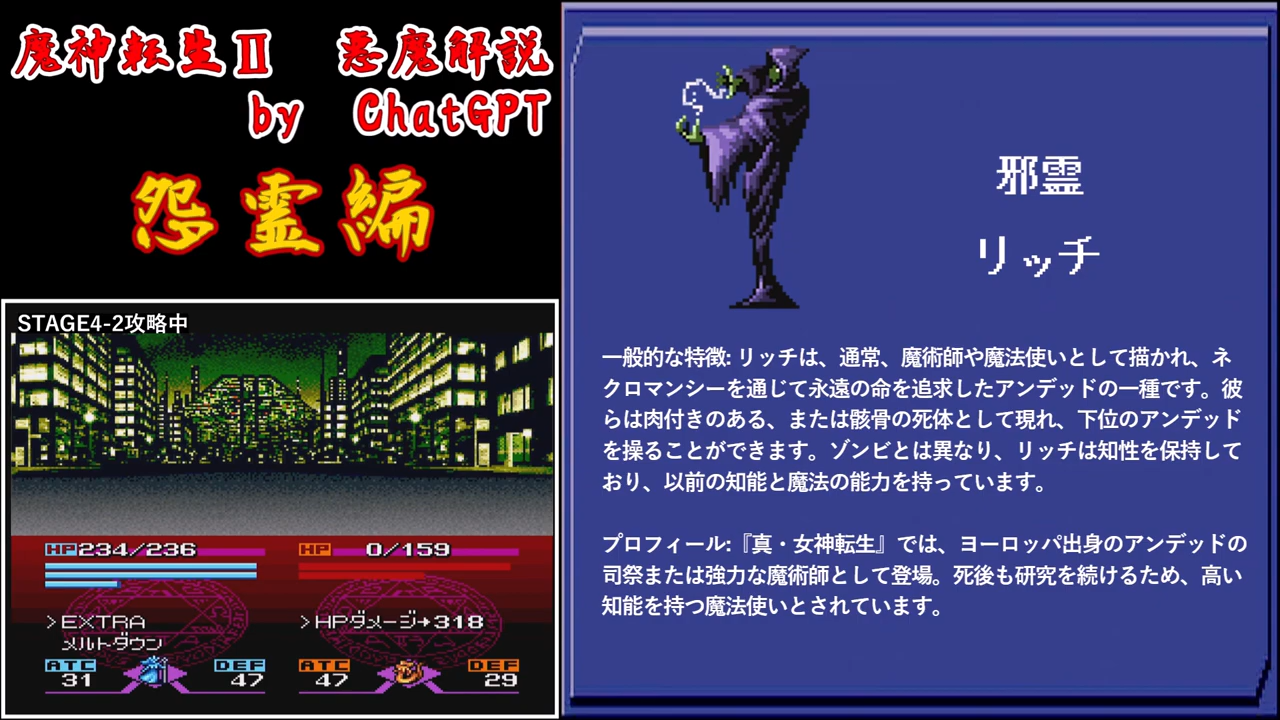 魔神転生Ⅱ 悪魔解説
by ChatGPT
怨霊編
邪霊
リッチ
一般的な特徴: リッチは、通常、魔術師や魔法使いとして描かれ、ネ
クロマンシーを通じて永遠の命を追求したアンデッドの一種です。彼
らは肉付きのある、または骸骨の死体として現れ、下位のアンデッド
を操ることができます。ゾンビとは異なり、リッチは知性を保持して
おり、以前の知能と魔法の能力を持っています。
プロフィール:『真・女神転生』では、ヨーロッパ出身のアンデッドの
司祭または強力な魔術師として登場。死後も研究を続けるため、高い
知能を持つ魔法使いとされています。
STAGE4-2攻略中
HP234/236
HP 0/159
>EXTRA
メルトダウン
>HPダメージ→318
ATC DEF
31 47
ATC DEF
47 29